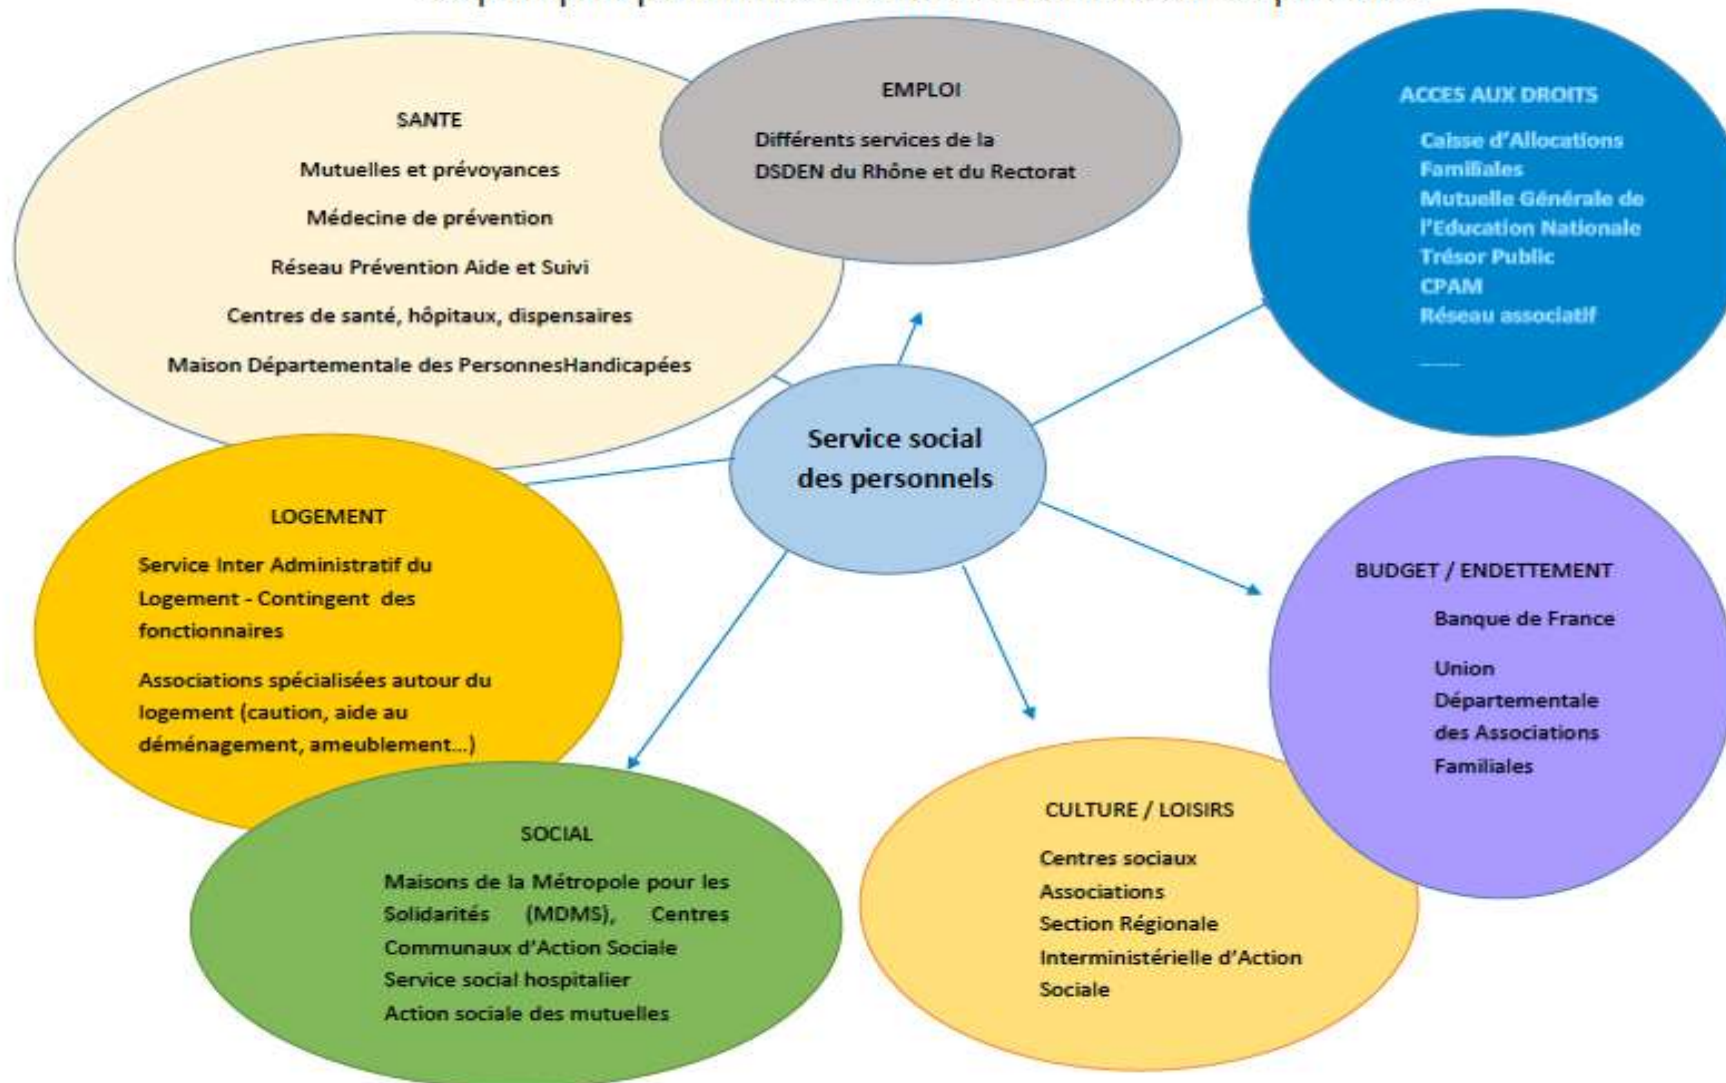 SANTE
Mutuelles et prévoyances
Médecine de prévention
Réseau Prévention Aide et Suivi
Centres de santé, hôpitaux, dispensaires
Maison Départementale des PersonnesHandicapées
EMPLOI
Différents services de la
DSDEN du Rhône et du Rectorat
ACCES AUX DROITS
Caisse d'Allocations
Familiales
Mutuelle Générale de
l'Education Nationale
Trésor Public
CPAM
Réseau associatif
Service social
des personnels
LOGEMENT
Service Inter Administratif du
Logement - Contingent des
fonctionnaires
Associations spécialisées autour du
logement (caution, aide au
déménagement, ameublement...)
BUDGET / ENDETTEMENT
Banque de France
Union
Départementale
des Associations
Familiales
SOCIAL
Maisons de la Métropole pour les
Solidarités (MDMS), Centres
Communaux d'Action Sociale
Service social hospitalier
Action sociale des mutuelles
CULTURE / LOISIRS
Centres sociaux
Associations
Section Régionale
Interministérielle d'Action
Sociale